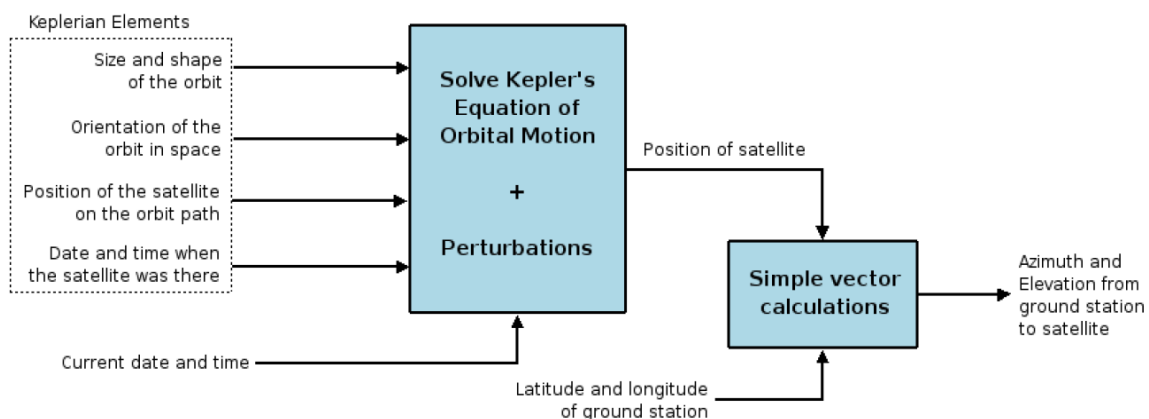 Keplerian Elements
Size and shape
of the orbit
Orientation of the
orbit in space
Position of the satellite
on the orbit path
Date and time when
the satellite was there
Current date and time
Solve Kepler's
Equation of
Orbital Motion
+
Perturbations
Position of satellite
Simple vector
calculations
Latitude and longitude
of ground station
Azimuth and
Elevation from
ground station
to satellite